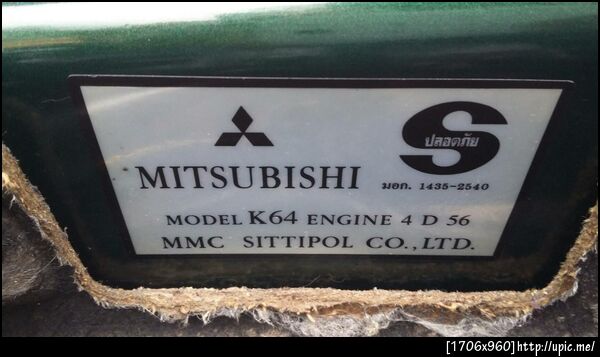 ปลอดภัย
MITSUBISHI
มอก. 1435-2540
MODEL K64 ENGINE 4 D 56
MMC SITTIPOL CO.,LTD.
[1706x960]http://upic.me/